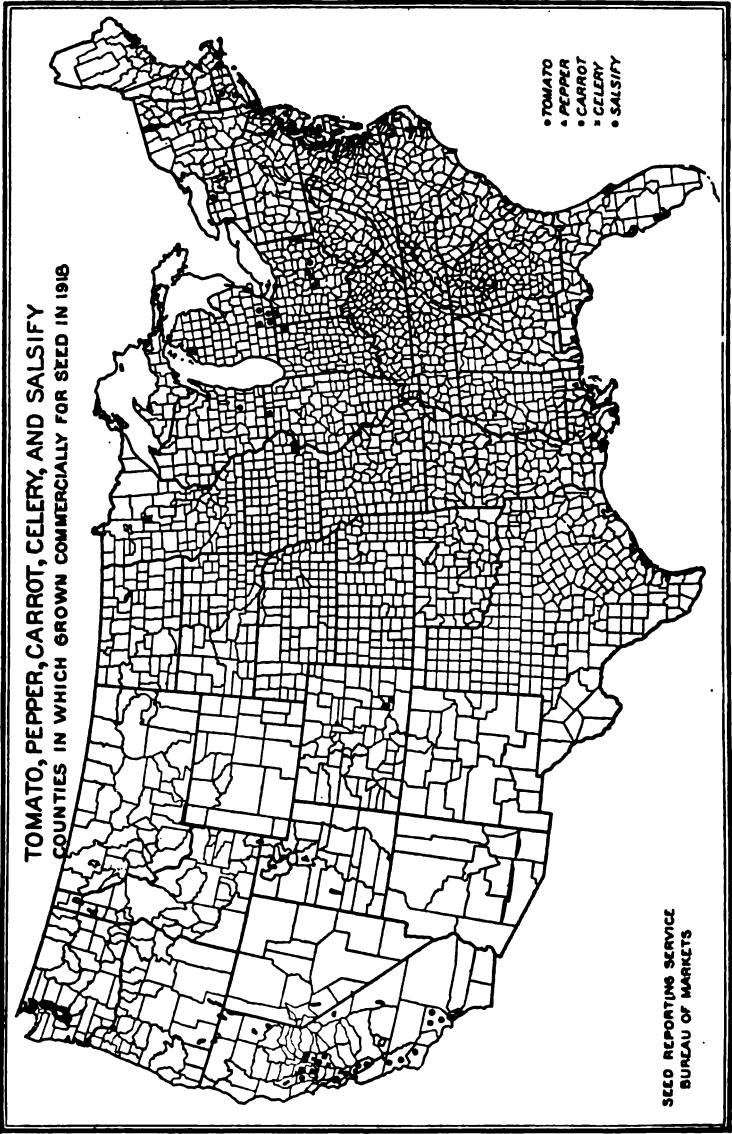 TOMATO, PEPPER, CARROT, CELERY, AND SALSIFY
COUNTIES IN WHICH GROWN COMMERCIALLY FOR SEED IN 1918
TOMATO
PEPPER
CARROT
CELERY
SALSIFY
SEED REPORTING SERVICE
BUREAU OF MARKETS